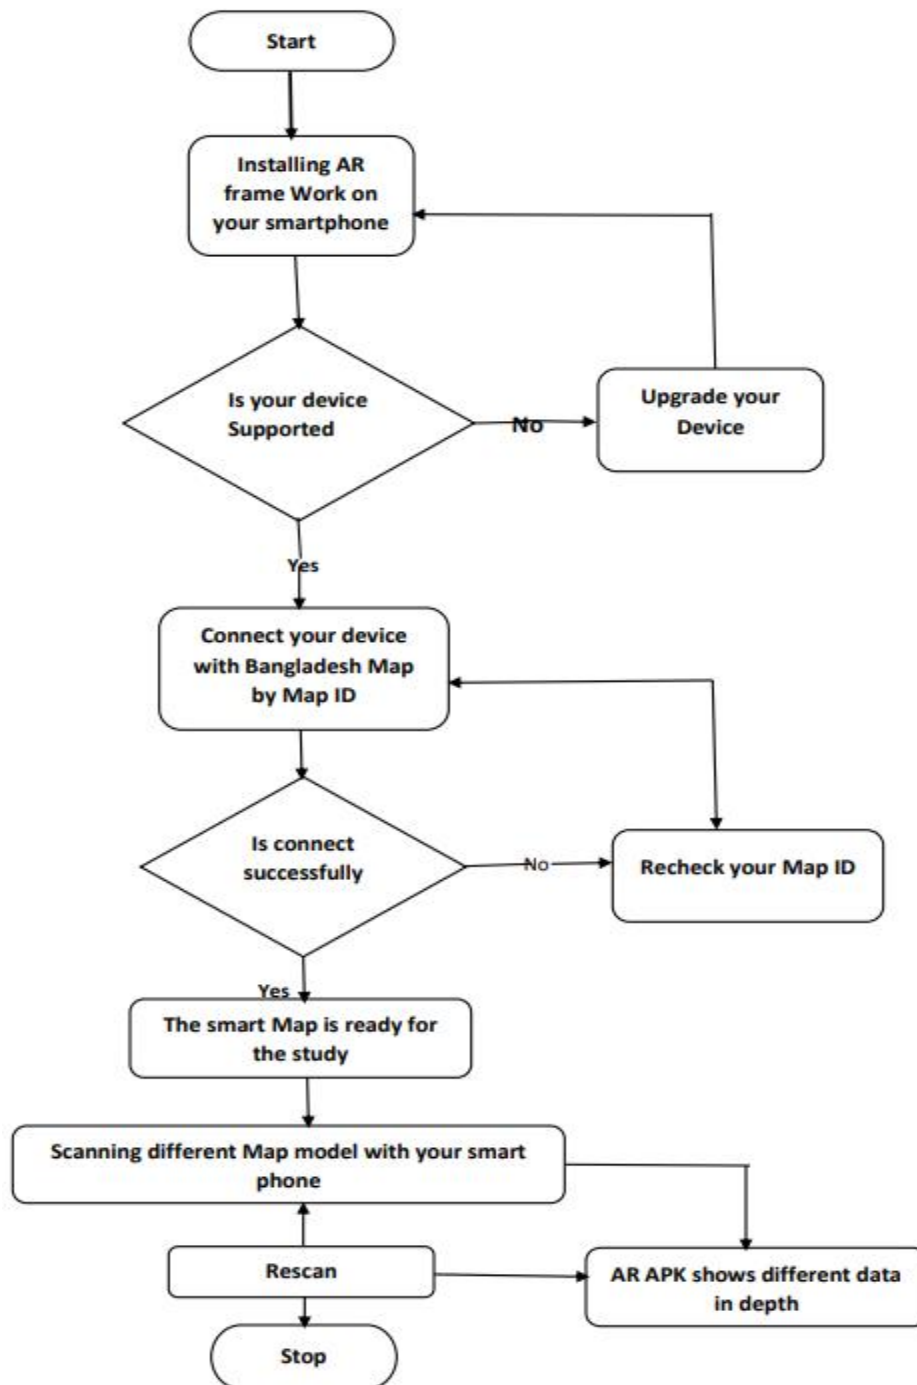 Start
Installing AR
frame Work on
your smartphone
Is your device
Supported
No
Upgrade your
Device
Yes
Connect your device
with Bangladesh Map
by Map ID
Is connect
successfully
No
Recheck your Map ID
Yes
The smart Map is ready for
the study
Scanning different Map model with your smart
phone
Rescan
AR APK shows different data
in depth
Stop